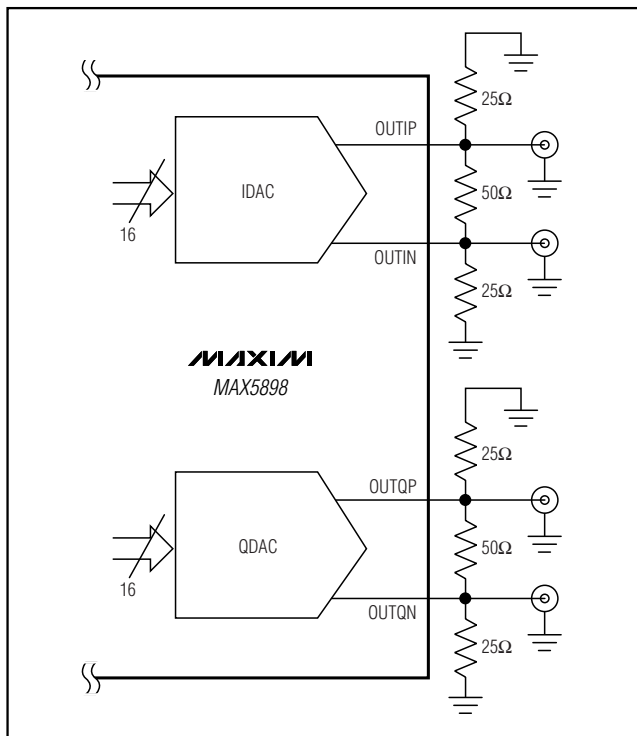 25Ω
OUTIP
IDAC
50Ω
16
OUTIN
25Ω
MAXIM
MAX5898
25Ω
OUTQP
QDAC
50Ω
16
OUTQN
25Ω